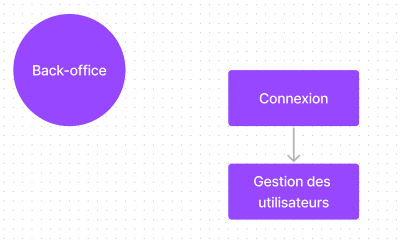 Back-office
Connexion
Gestion des
utilisateurs